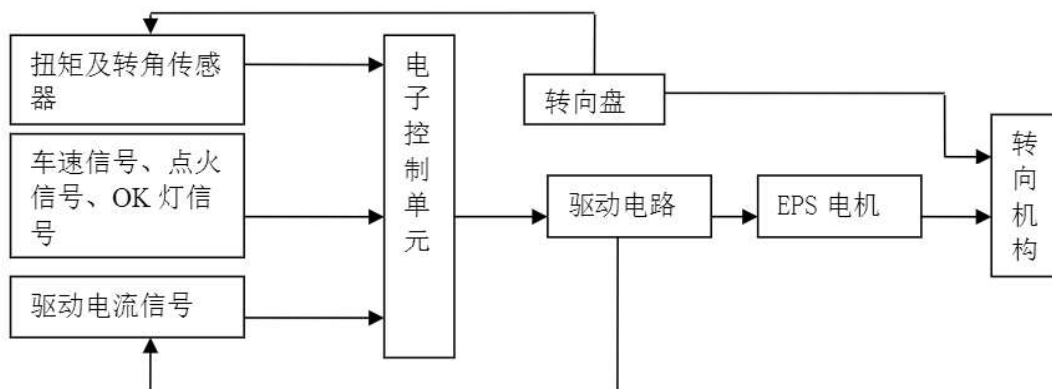 扭矩及转角传感
器
车速信号、点火
信号、OK 灯信
号
驱动电流信号
电
子
控
制
单
元
转向盘
驱动电路
EPS 电机
转
向
机
构